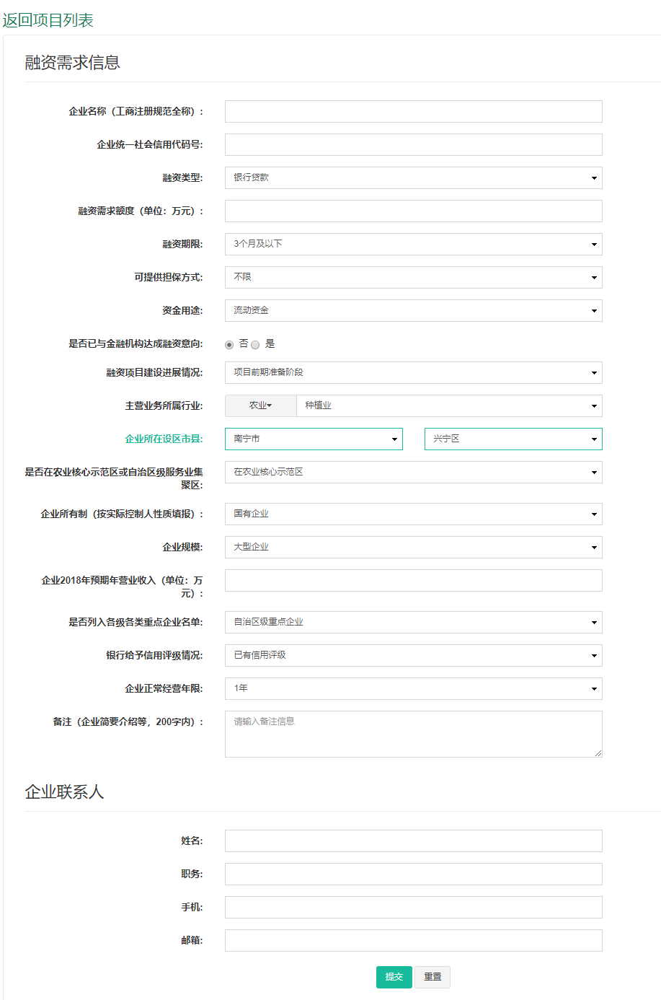 返回项目列表
融资需求信息
企业名称（工商注册规范全称）:
企业统一社会信用代码号:
融资类型: 银行贷款
融资需求额度（单位：万元）:
融资期限: 3个月及以下
可提供担保方式: 不限
资金用途: 流动资金
是否已与金融机构达成融资意向: 否 是
融资项目建设进展情况: 项目前期准备阶段
主营业务所属行业: 农业 种植业
企业所在设区市县: 南宁市 兴宁区
是否在农业核心示范区或自治区级服务业集 在农业核心示范区
聚区:
企业所有制（按实际控制人性质填报）: 国有企业
企业规模: 大型企业
企业2018年预期年营业收入（单位：万
元）:
是否列入各级各类重点企业名单: 自治区级重点企业
银行给予信用评级情况: 已有信用评级
企业正常经营年限: 1年
备注（企业简要介绍等，200字内）: 请输入备注信息
企业联系人
姓名:
职务:
手机:
邮箱:
提交 重置